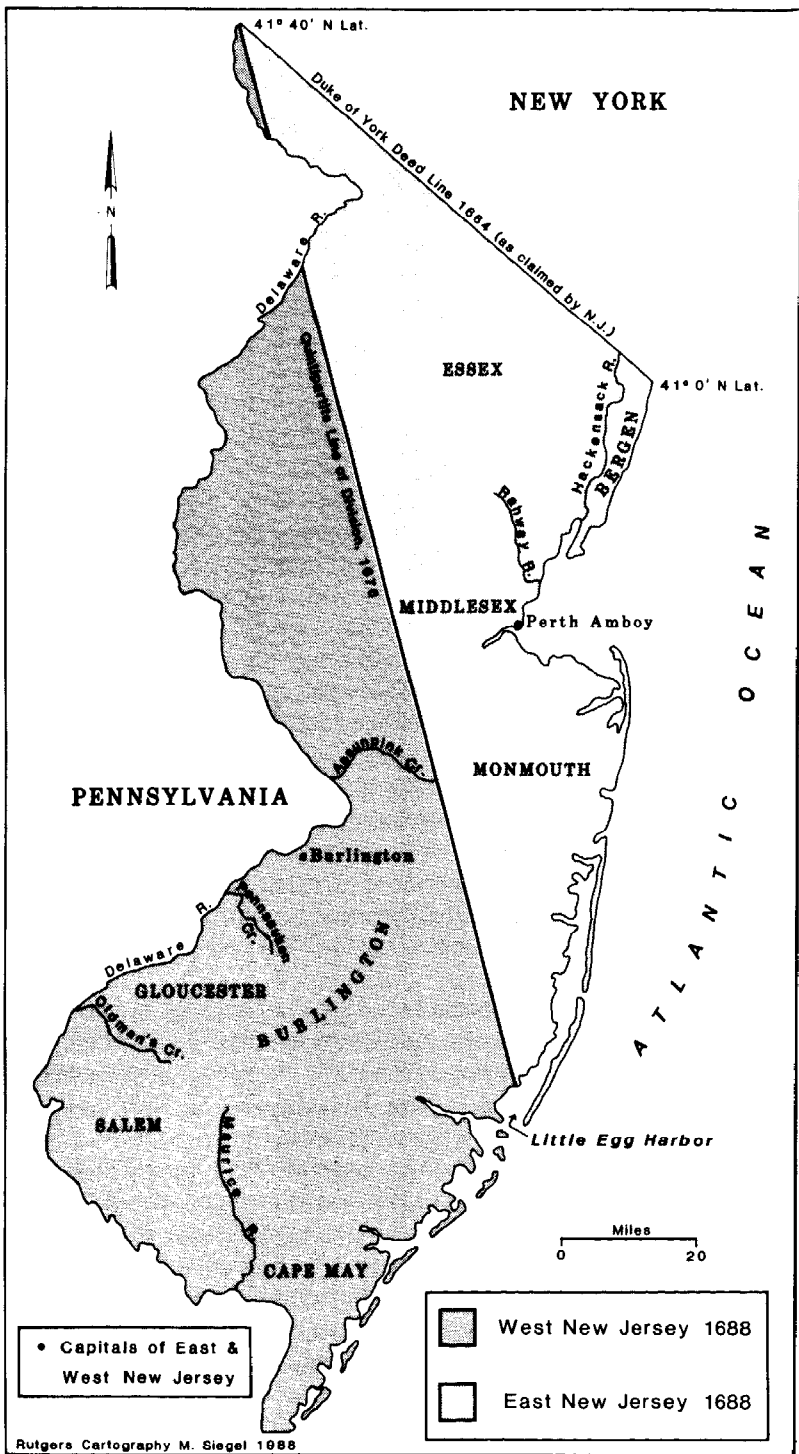 41° 40' N Lat.
NEW YORK
Duke of York Deed Line 1664 (as claimed by N.J.)
N
Delaware R.
Quintipartite Line of Division, 1676
ESSEX
Hackensack R.
BERGEN
41° 0' N Lat.
Rahway R.
MIDDLESEX
Perth Amboy
ATLANTIC OCEAN
Assunpink Cr.
MONMOUTH
PENNSYLVANIA
Burlington
Pennsauken Cr.
Delaware R.
GLOUCESTER
BURLINGTON
Oldman's Cr.
SALEM
Maurice R.
Little Egg Harbor
CAPE MAY
Miles
0 20
• Capitals of East &
West New Jersey
West New Jersey 1688
East New Jersey 1688
Rutgers Cartography M. Siegel 1988